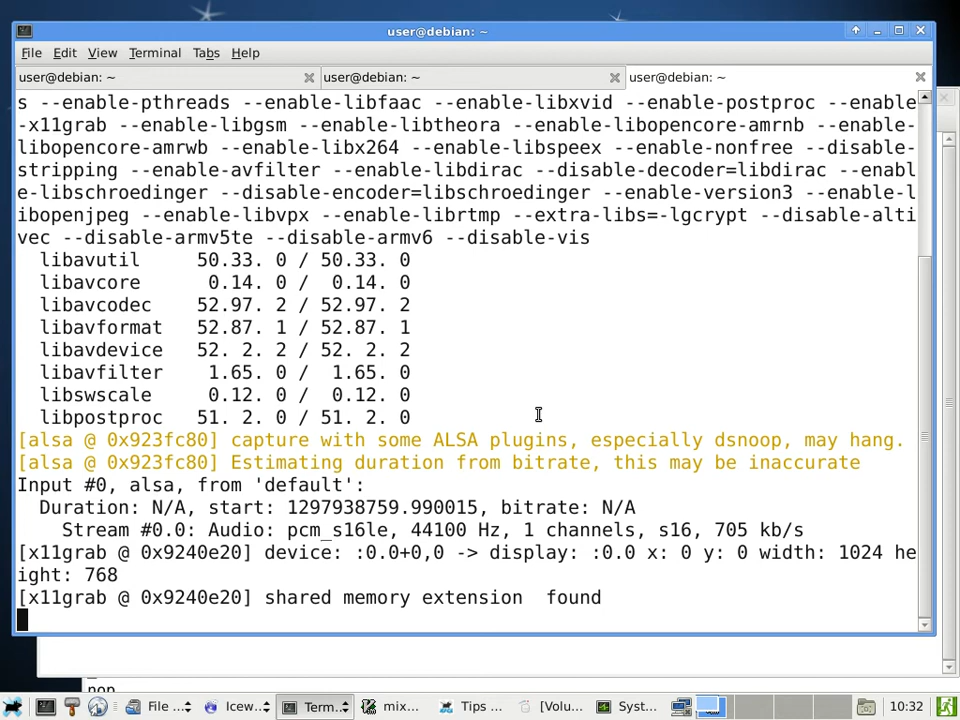 user@debian: ~
File Edit View Terminal Tabs Help
user@debian: ~ user@debian: ~ user@debian: ~
s --enable-pthreads --enable-libfaac --enable-libxvid --enable-postproc --enable
-x11grab --enable-libgsm --enable-libtheora --enable-libopencore-amrnb --enable-
libopencore-amrwb --enable-libx264 --enable-libspeex --enable-nonfree --disable-
stripping --enable-avfilter --enable-libdirac --disable-decoder=libdirac --enabl
e-libschroedinger --disable-encoder=libschroedinger --enable-version3 --enable-l
ibopenjpeg --enable-libvpx --enable-librtmp --extra-libs=-lgcrypt --disable-alti
vec --disable-armv5te --disable-armv6 --disable-vis
libavutil 50.33. 0 / 50.33. 0
libavcore 0.14. 0 / 0.14. 0
libavcodec 52.97. 2 / 52.97. 2
libavformat 52.87. 1 / 52.87. 1
libavdevice 52. 2. 2 / 52. 2. 2
libavfilter 1.65. 0 / 1.65. 0
libswscale 0.12. 0 / 0.12. 0
libpostproc 51. 2. 0 / 51. 2. 0
[alsa @ 0x923fc80] capture with some ALSA plugins, especially dsnoop, may hang.
[alsa @ 0x923fc80] Estimating duration from bitrate, this may be inaccurate
Input #0, alsa, from 'default':
Duration: N/A, start: 1297938759.990015, bitrate: N/A
Stream #0.0: Audio: pcm_s16le, 44100 Hz, 1 channels, s16, 705 kb/s
[x11grab @ 0x9240e20] device: :0.0+0,0 -> display: :0.0 x: 0 y: 0 width: 1024 he
ight: 768
[x11grab @ 0x9240e20] shared memory extension  found
nop
File ... Icew... Term... mix... Tips ... [Volu... Syst... 10:32